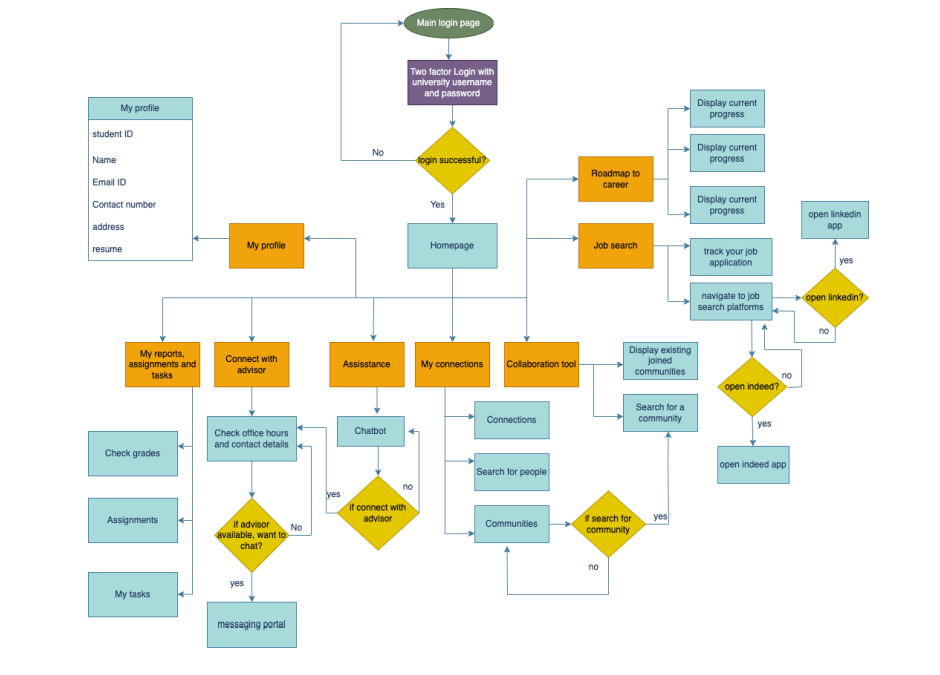 Main login page
Two factor Login with
university username
and password
My profile
student ID
Name
Email ID
Contact number
address
resume
No
login successful?
Yes
Display current
progress
Display current
progress
Display current
progress
Roadmap to
career
My profile
Homepage
Job search
open linkedin
app
track your job
application
yes
navigate to job
search platforms
open linkedin?
no
My reports,
assignments and
tasks
Connect with
advisor
Assisstance
My connections
Collaboration tool
Display existing
joined
communities
no
open indeed?
Search for a
community
yes
Check office hours
and contact details
Chatbot
Connections
Check grades
open indeed app
Search for people
no
yes
if connect with
advisor
Communities
if search for
community
yes
Assignments
if advisor
available, want to
chat?
No
no
yes
My tasks
messaging portal